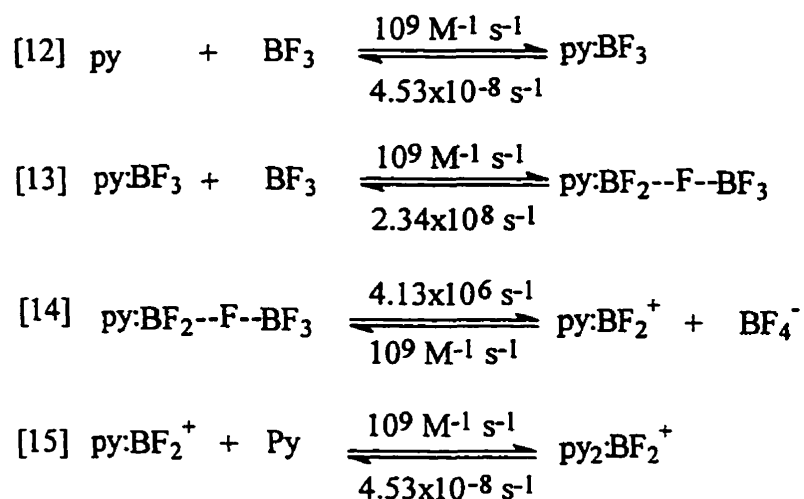 10⁹ M⁻¹ s⁻¹
[12] py + BF₃ ⇌ py:BF₃
4.53x10⁻⁸ s⁻¹
10⁹ M⁻¹ s⁻¹
[13] py:BF₃ + BF₃ ⇌ py:BF₂--F--BF₃
2.34x10⁸ s⁻¹
4.13x10⁶ s⁻¹
[14] py:BF₂--F--BF₃ ⇌ py:BF₂⁺ + BF₄⁻
10⁹ M⁻¹ s⁻¹
10⁹ M⁻¹ s⁻¹
[15] py:BF₂⁺ + Py ⇌ py₂:BF₂⁺
4.53x10⁻⁸ s⁻¹